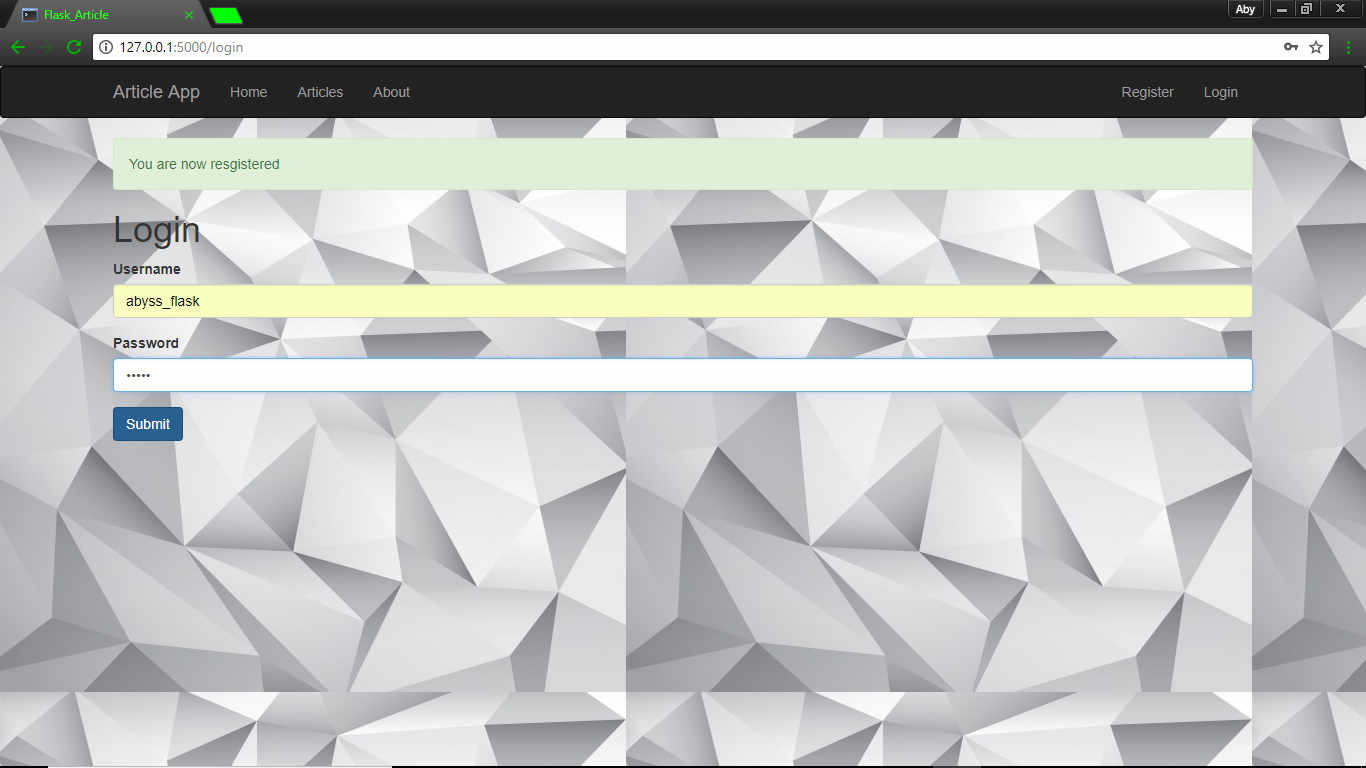 Flask_Article
Aby
127.0.0.1:5000/login
Article App Home Articles About Register Login
You are now resgistered
Login
Username
abyss_flask
Password
•••••
Submit